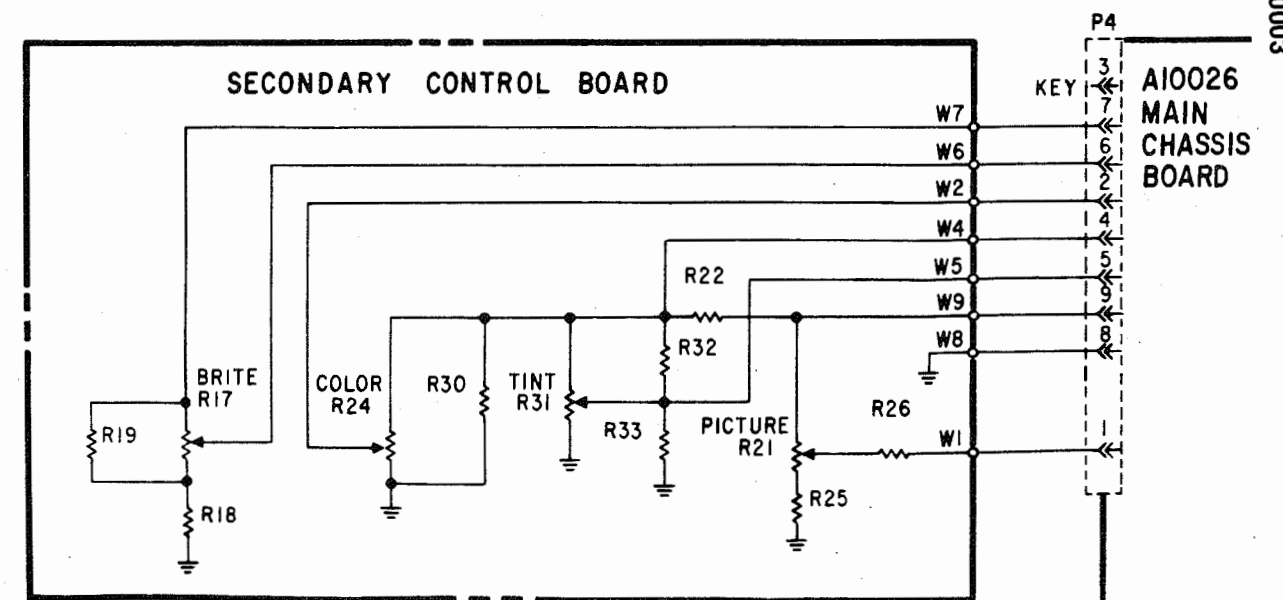 0003
P4
SECONDARY CONTROL BOARD
KEY
3
7
6
2
4
5
9
8
1
A10026
MAIN
CHASSIS
BOARD
W7
W6
W2
W4
W5
W9
W8
W1
R22
R32
BRITE
R17
R19
R18
COLOR
R24
R30
TINT
R31
R33
PICTURE
R21
R26
R25